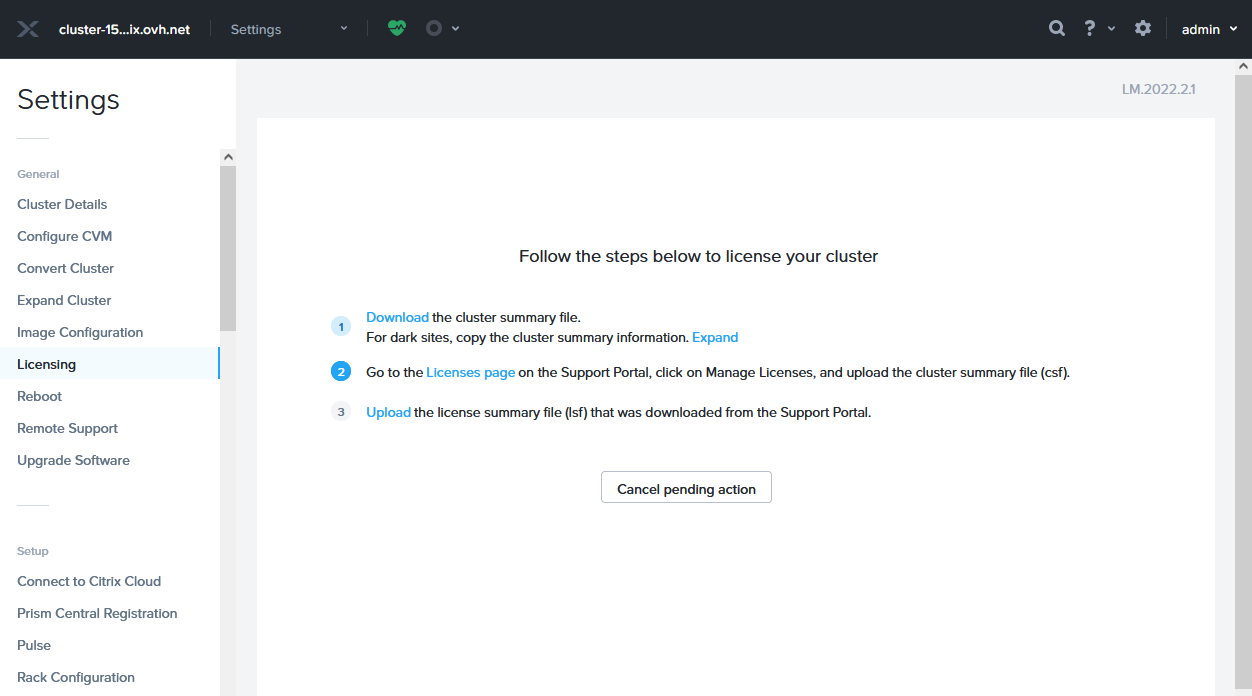 cluster-15...ix.ovh.net
Settings
?
admin
Settings
LM.2022.2.1
General
Cluster Details
Configure CVM
Convert Cluster
Expand Cluster
Image Configuration
Licensing
Reboot
Remote Support
Upgrade Software
Setup
Connect to Citrix Cloud
Prism Central Registration
Pulse
Rack Configuration
Follow the steps below to license your cluster
1 Download the cluster summary file.
For dark sites, copy the cluster summary information. Expand
2 Go to the Licenses page on the Support Portal, click on Manage Licenses, and upload the cluster summary file (csf).
3 Upload the license summary file (lsf) that was downloaded from the Support Portal.
Cancel pending action